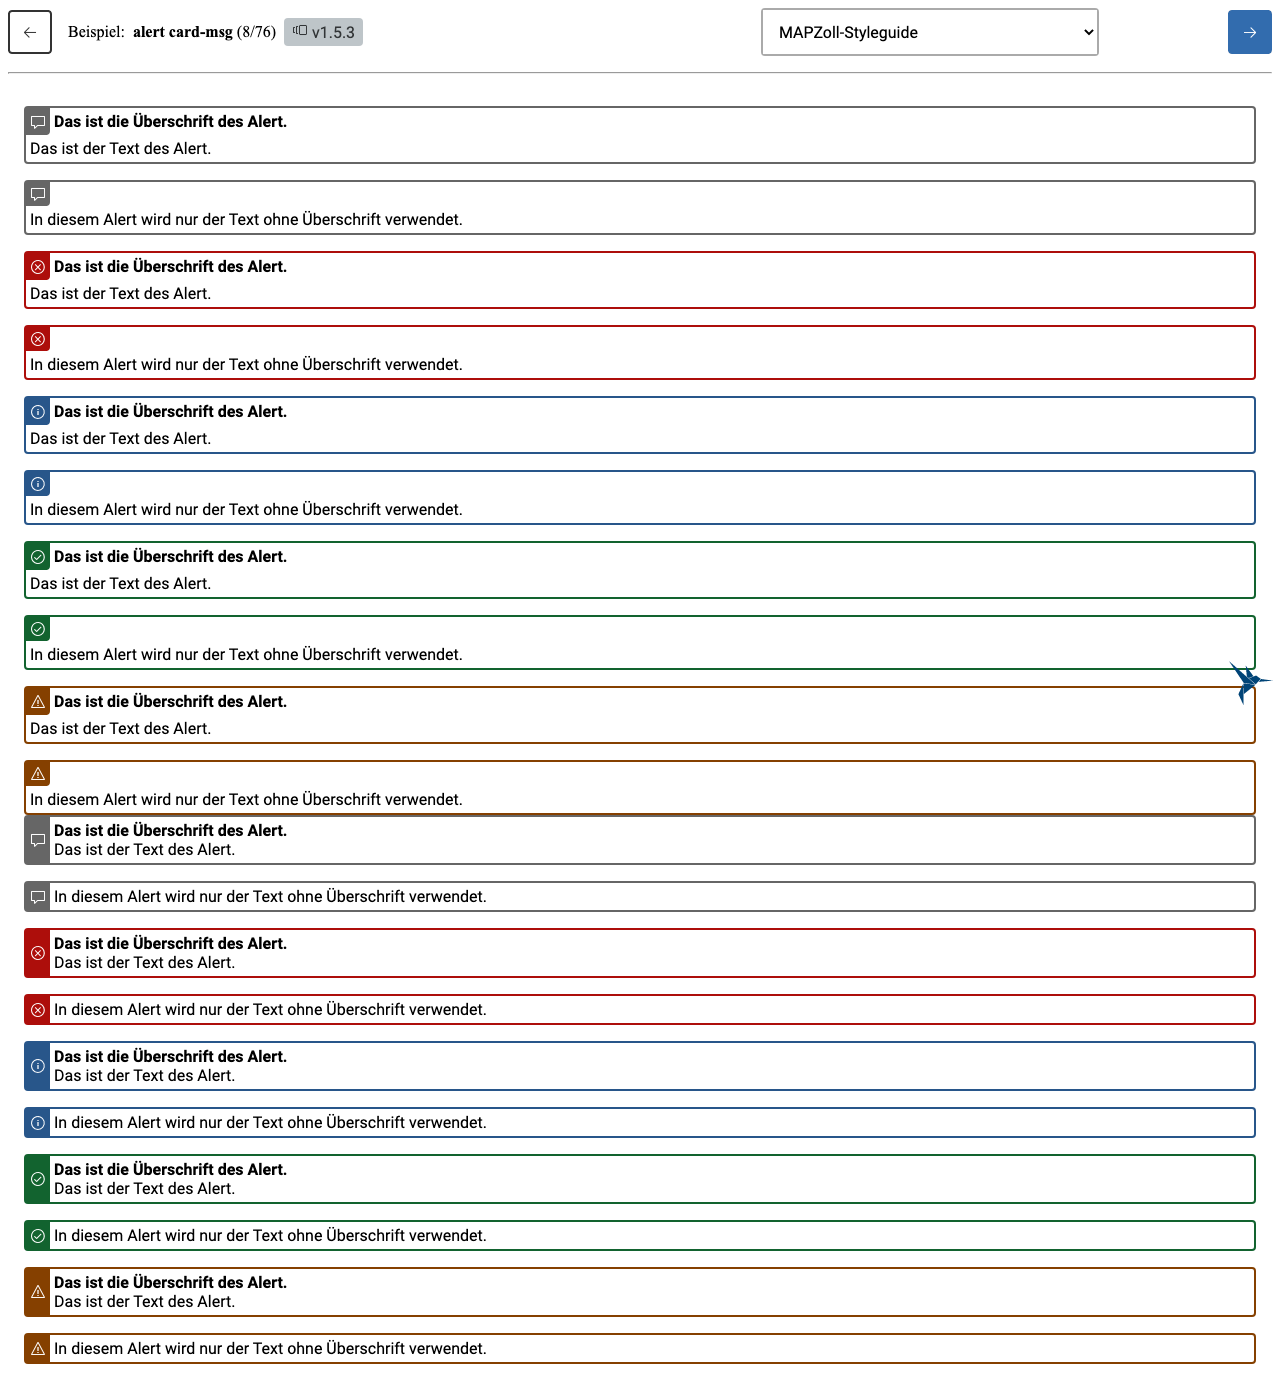 Beispiel: alert card-msg (8/76) v1.5.3 MAPZoll-Styleguide
Das ist die Überschrift des Alert.
Das ist der Text des Alert.
In diesem Alert wird nur der Text ohne Überschrift verwendet.
Das ist die Überschrift des Alert.
Das ist der Text des Alert.
In diesem Alert wird nur der Text ohne Überschrift verwendet.
Das ist die Überschrift des Alert.
Das ist der Text des Alert.
In diesem Alert wird nur der Text ohne Überschrift verwendet.
Das ist die Überschrift des Alert.
Das ist der Text des Alert.
In diesem Alert wird nur der Text ohne Überschrift verwendet.
Das ist die Überschrift des Alert.
Das ist der Text des Alert.
In diesem Alert wird nur der Text ohne Überschrift verwendet.
Das ist die Überschrift des Alert.
Das ist der Text des Alert.
In diesem Alert wird nur der Text ohne Überschrift verwendet.
Das ist die Überschrift des Alert.
Das ist der Text des Alert.
In diesem Alert wird nur der Text ohne Überschrift verwendet.
Das ist die Überschrift des Alert.
Das ist der Text des Alert.
In diesem Alert wird nur der Text ohne Überschrift verwendet.
Das ist die Überschrift des Alert.
Das ist der Text des Alert.
In diesem Alert wird nur der Text ohne Überschrift verwendet.
Das ist die Überschrift des Alert.
Das ist der Text des Alert.
In diesem Alert wird nur der Text ohne Überschrift verwendet.